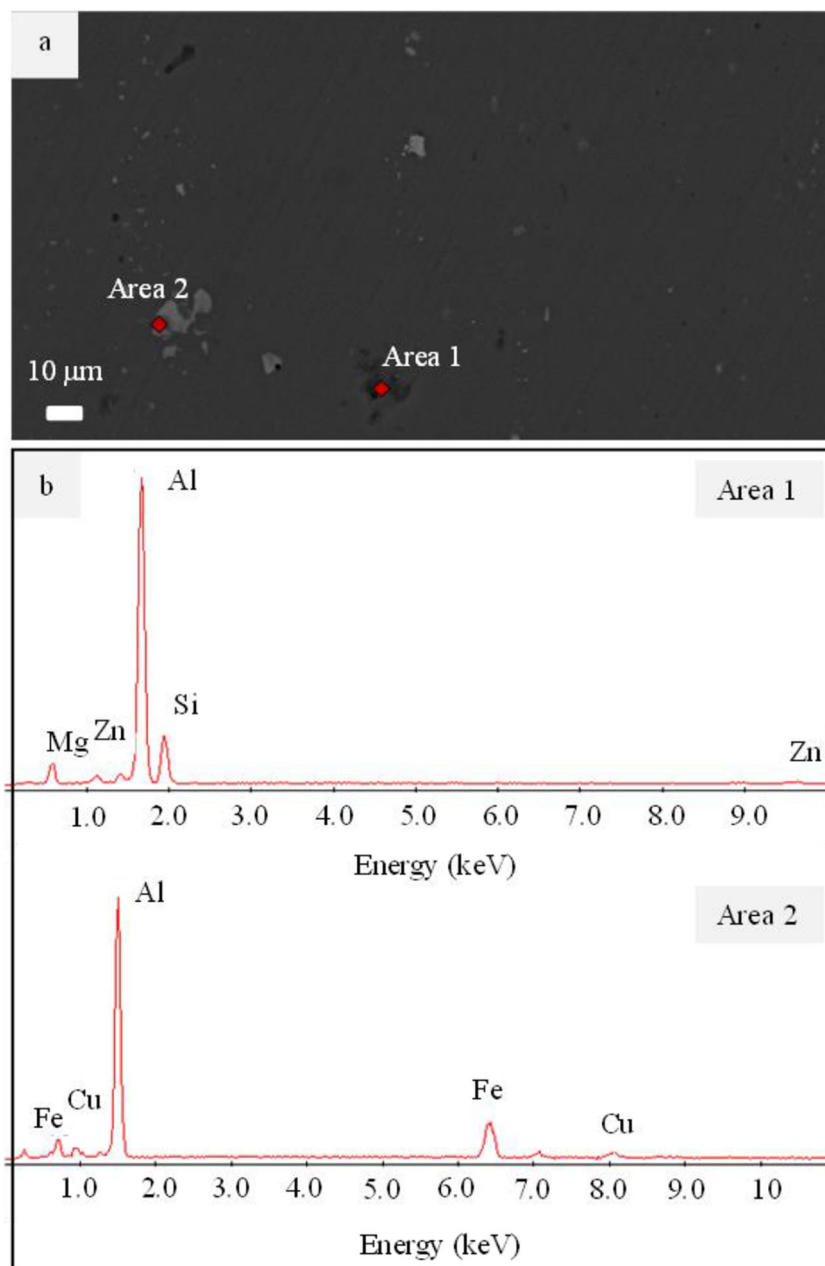 a
Area 2
Area 1
10 μm
b
Area 1
Al
Si
Zn
Mg
Zn
1.0 2.0 3.0 4.0 5.0 6.0 7.0 8.0 9.0
Energy (keV)
Al
Area 2
Fe
Cu
Fe
Cu
1.0 2.0 3.0 4.0 5.0 6.0 7.0 8.0 9.0 10
Energy (keV)